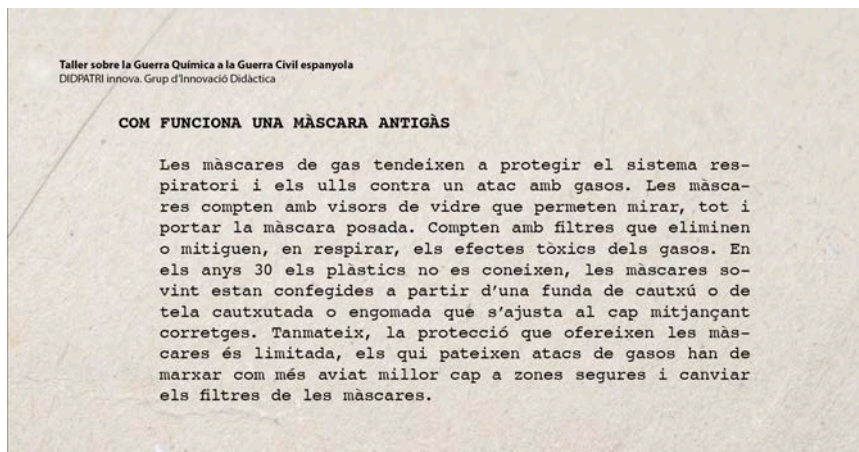 Taller sobre la Guerra Química a la Guerra Civil espanyola
DIDPATRI innova. Grup d'Innovació Didàctica
COM FUNCIONA UNA MÀSCARA ANTIGÀS
Les màscares de gas tendeixen a protegir el sistema res-
piratori i els ulls contra un atac amb gasos. Les màsca-
res compten amb visors de vidre que permeten mirar, tot i
portar la màscara posada. Compten amb filtres que eliminen
o mitiguen, en respirar, els efectes tòxics dels gasos. En
els anys 30 els plàstics no es coneixen, les màscares so-
vint estan confegides a partir d'una funda de cautxú o de
tela cautxutada o engomada que s'ajusta al cap mitjançant
corretges. Tanmateix, la protecció que ofereixen les màs-
cares és limitada, els qui pateixen atacs de gasos han de
marxar com més aviat millor cap a zones segures i canviar
els filtres de les màscares.